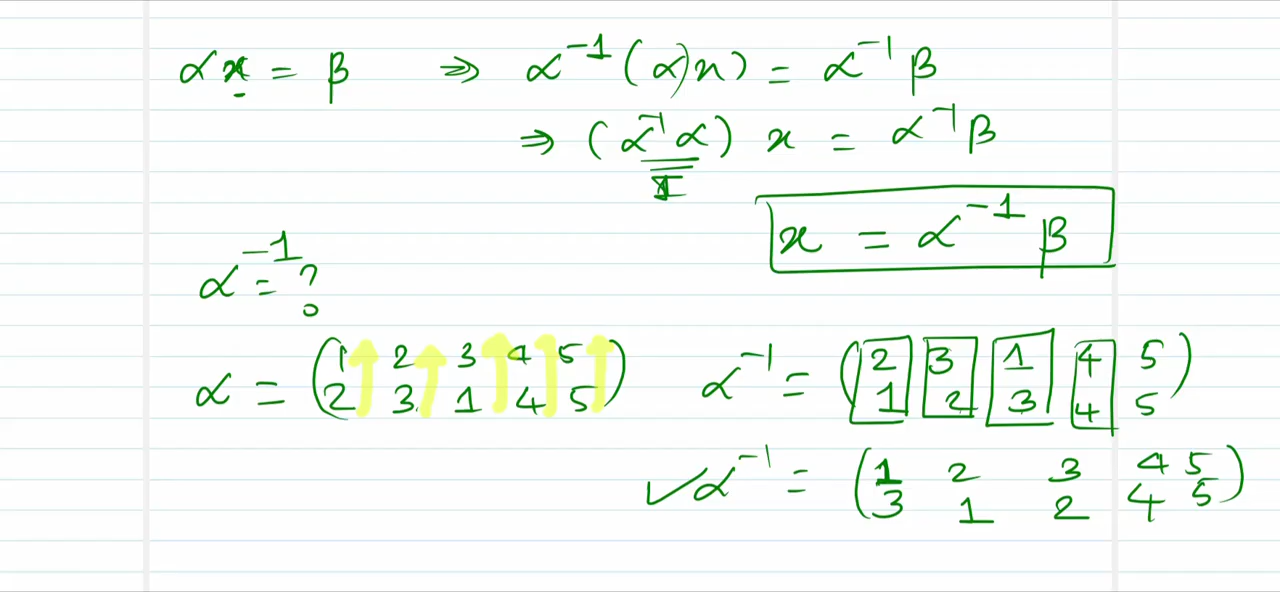 αx = β ⇒ α⁻¹(α)x) = α⁻¹β
⇒ (α⁻¹α) x = α⁻¹β
I
x = α⁻¹β
α⁻¹ = ?
α = (1 2 3 4 5 / 2 3 1 4 5) α⁻¹ = (2 3 1 4 5 / 1 2 3 4 5)
✓α⁻¹ = (1 2 3 4 5 / 3 1 2 4 5)